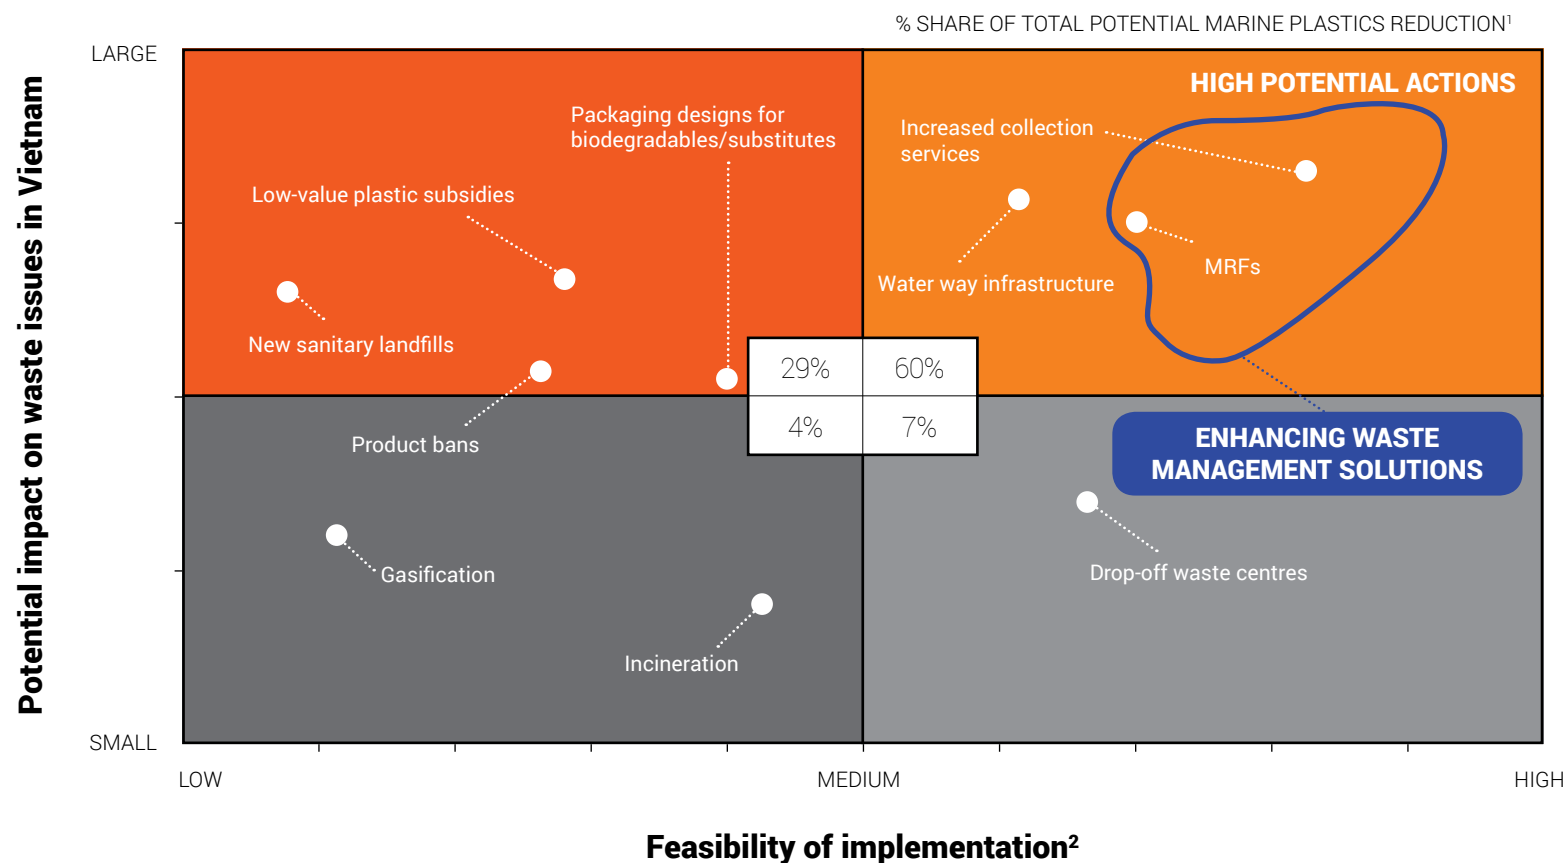 % SHARE OF TOTAL POTENTIAL MARINE PLASTICS REDUCTION¹
LARGE
HIGH POTENTIAL ACTIONS
Packaging designs for
biodegradables/substitutes
Increased collection
services
Low-value plastic subsidies
MRFs
Water way infrastructure
New sanitary landfills
29%
60%
4%
7%
Product bans
ENHANCING WASTE
MANAGEMENT SOLUTIONS
Gasification
Drop-off waste centres
Incineration
SMALL
Potential impact on waste issues in Vietnam
LOW
MEDIUM
HIGH
Feasibility of implementation²